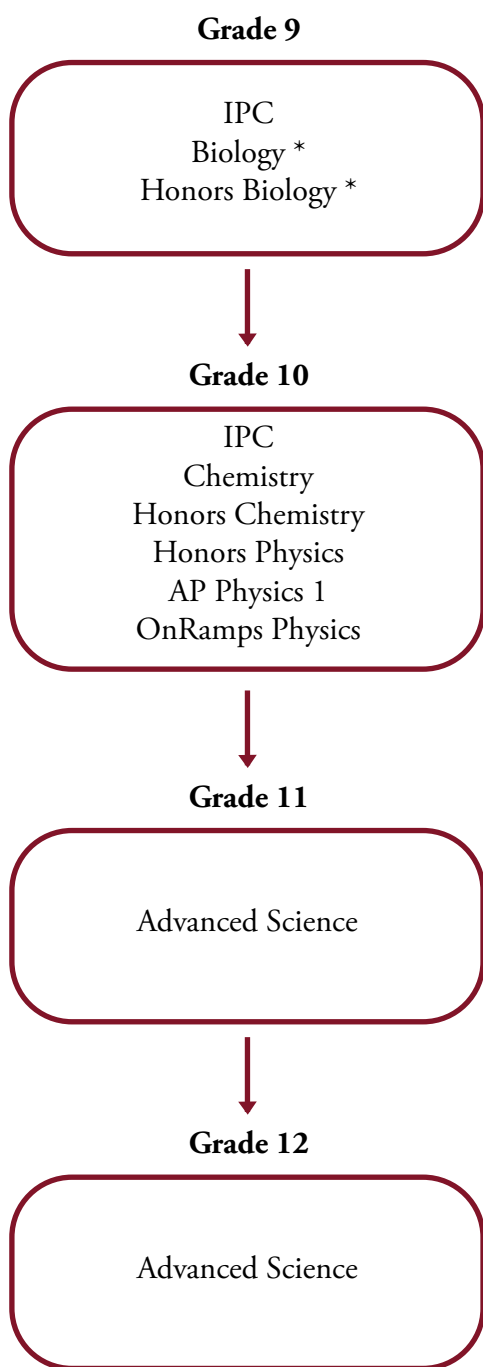 Grade 9
IPC
Biology *
Honors Biology *
Grade 10
IPC
Chemistry
Honors Chemistry
Honors Physics
AP Physics 1
OnRamps Physics
Grade 11
Advanced Science
Grade 12
Advanced Science